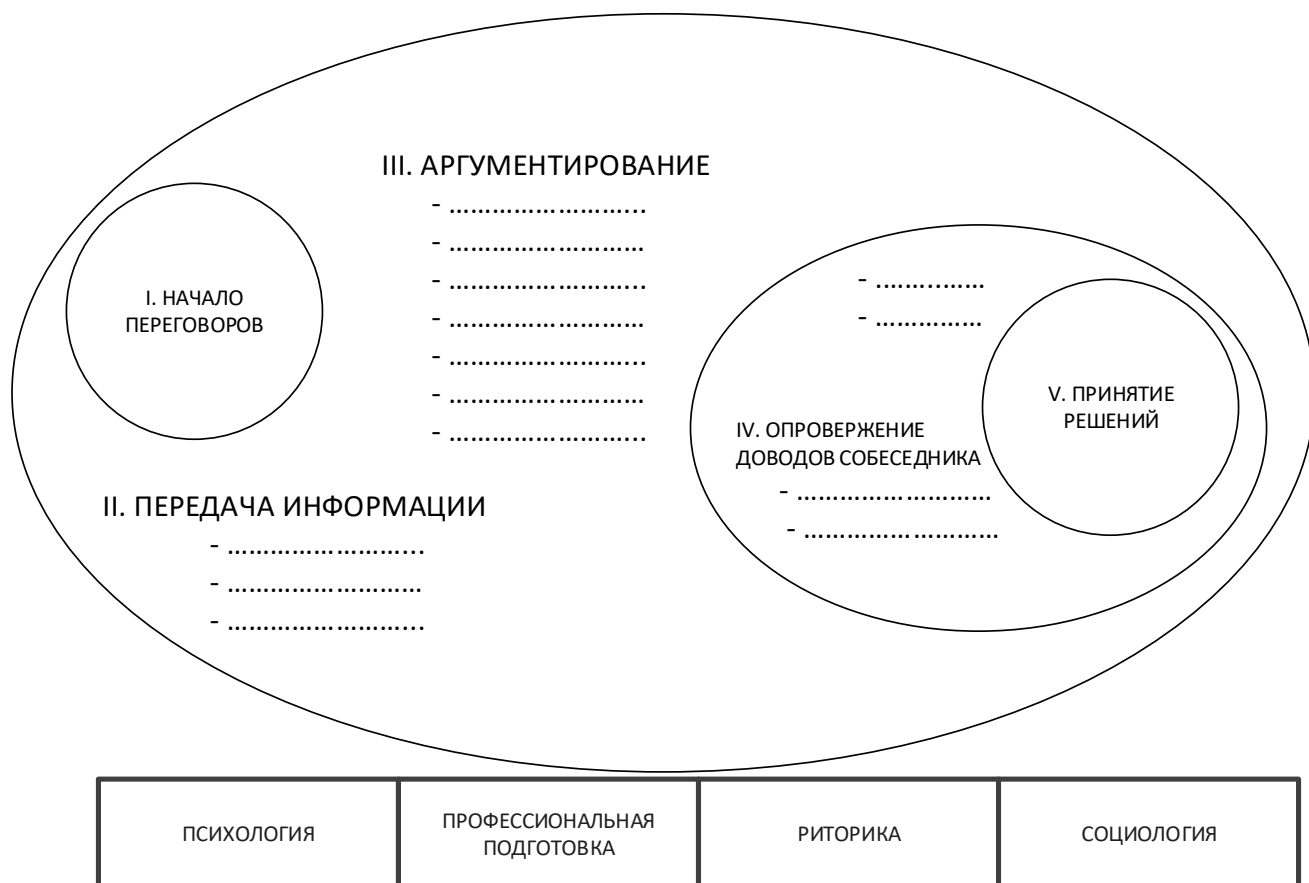 III. АРГУМЕНТИРОВАНИЕ
- ……………………...
- ……………………
- ……………………...
- ……………………
- ……………………...
- ……………………
- ……………………...
I. НАЧАЛО
ПЕРЕГОВОРОВ
- ……..……
- ……………
V. ПРИНЯТИЕ
РЕШЕНИЙ
IV. ОПРОВЕРЖЕНИЕ
ДОВОДОВ СОБЕСЕДНИКА
- ………………………
- ………………………
II. ПЕРЕДАЧА ИНФОРМАЦИИ
- ……………………...
- ……………………
- ……………………...
ПСИХОЛОГИЯ
ПРОФЕССИОНАЛЬНАЯ
ПОДГОТОВКА
РИТОРИКА
СОЦИОЛОГИЯ